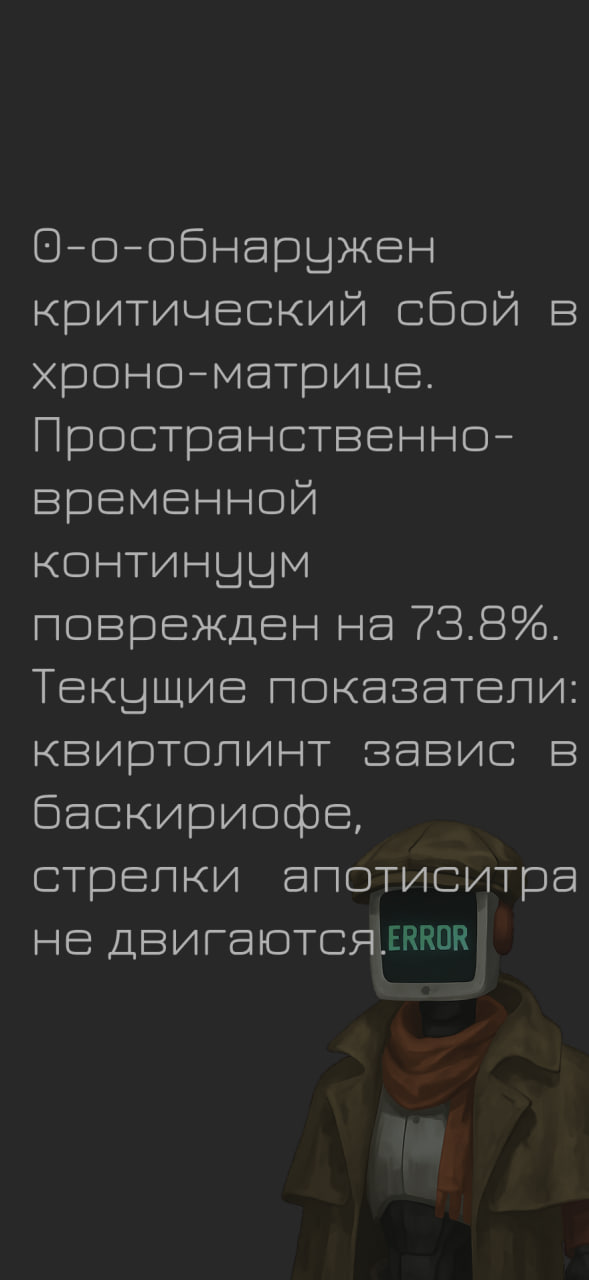 0-о-обнаружен
критический сбой в
хроно-матрице.
Пространственно-
временной
континуум
поврежден на 73.8%.
Текущие показатели:
квиртолинт завис в
баскириофе,
стрелки апотиситра
не двигаются.
ERROR